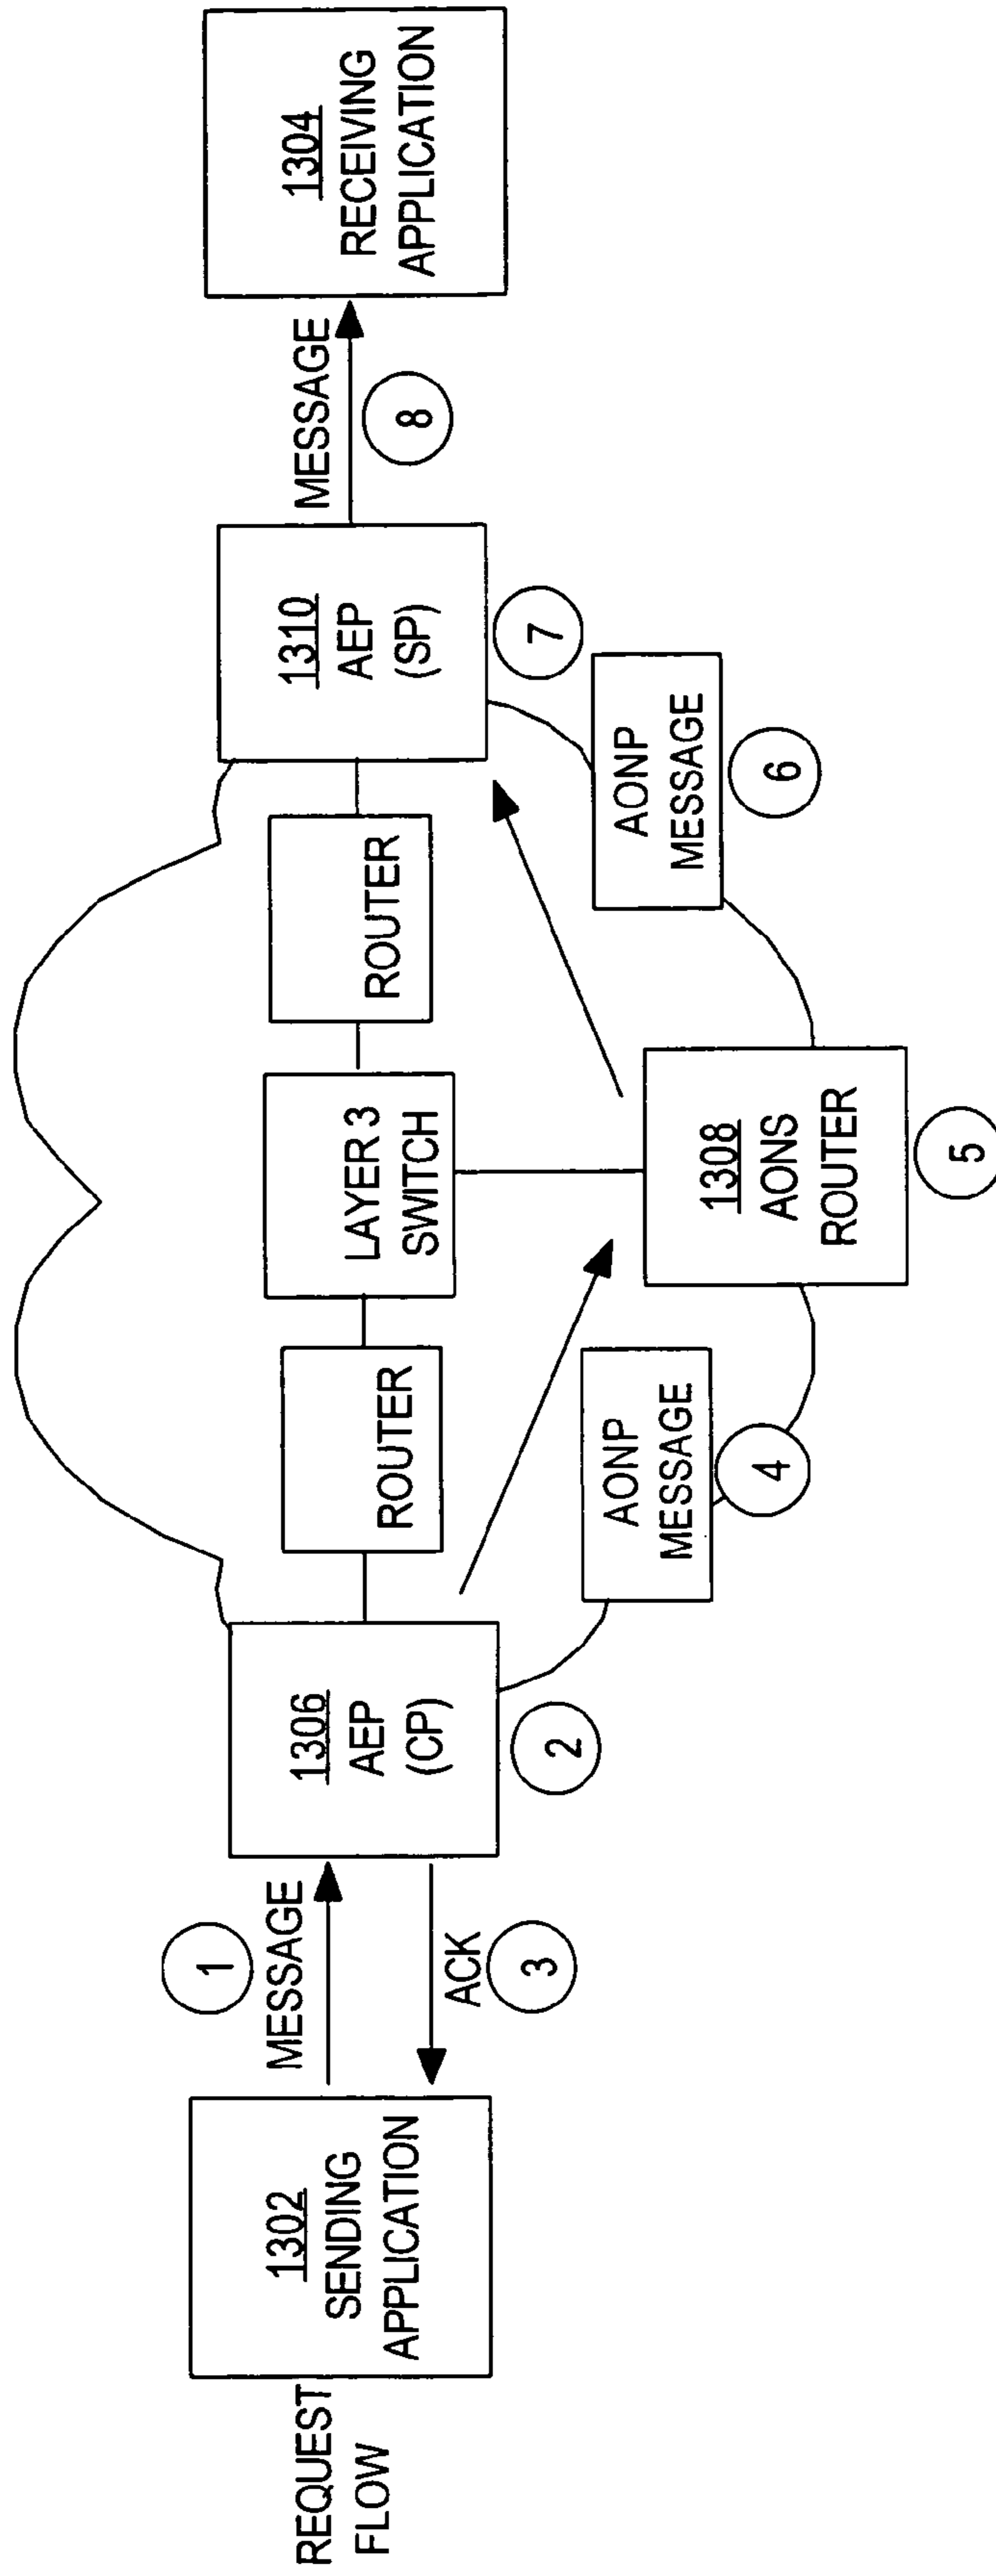 REQUEST
FLOW
1302
SENDING
APPLICATION
1
MESSAGE
ACK
3
1306
AEP
(CP)
2
ROUTER
AONP
MESSAGE
4
LAYER 3
SWITCH
1308
AONS
ROUTER
5
ROUTER
AONP
MESSAGE
6
1310
AEP
(SP)
7
MESSAGE
8
1304
RECEIVING
APPLICATION